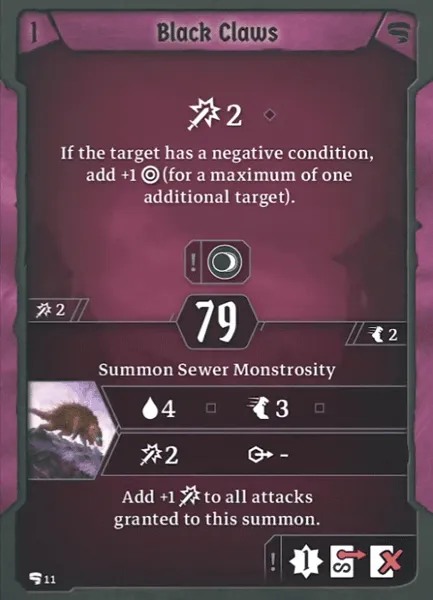 1
Black Claws
2
If the target has a negative condition,
add +1 (for a maximum of one
additional target).
!
2
79
2
Summon Sewer Monstrosity
4 3
2 -
Add +1 to all attacks
granted to this summon.
! 1 S
11